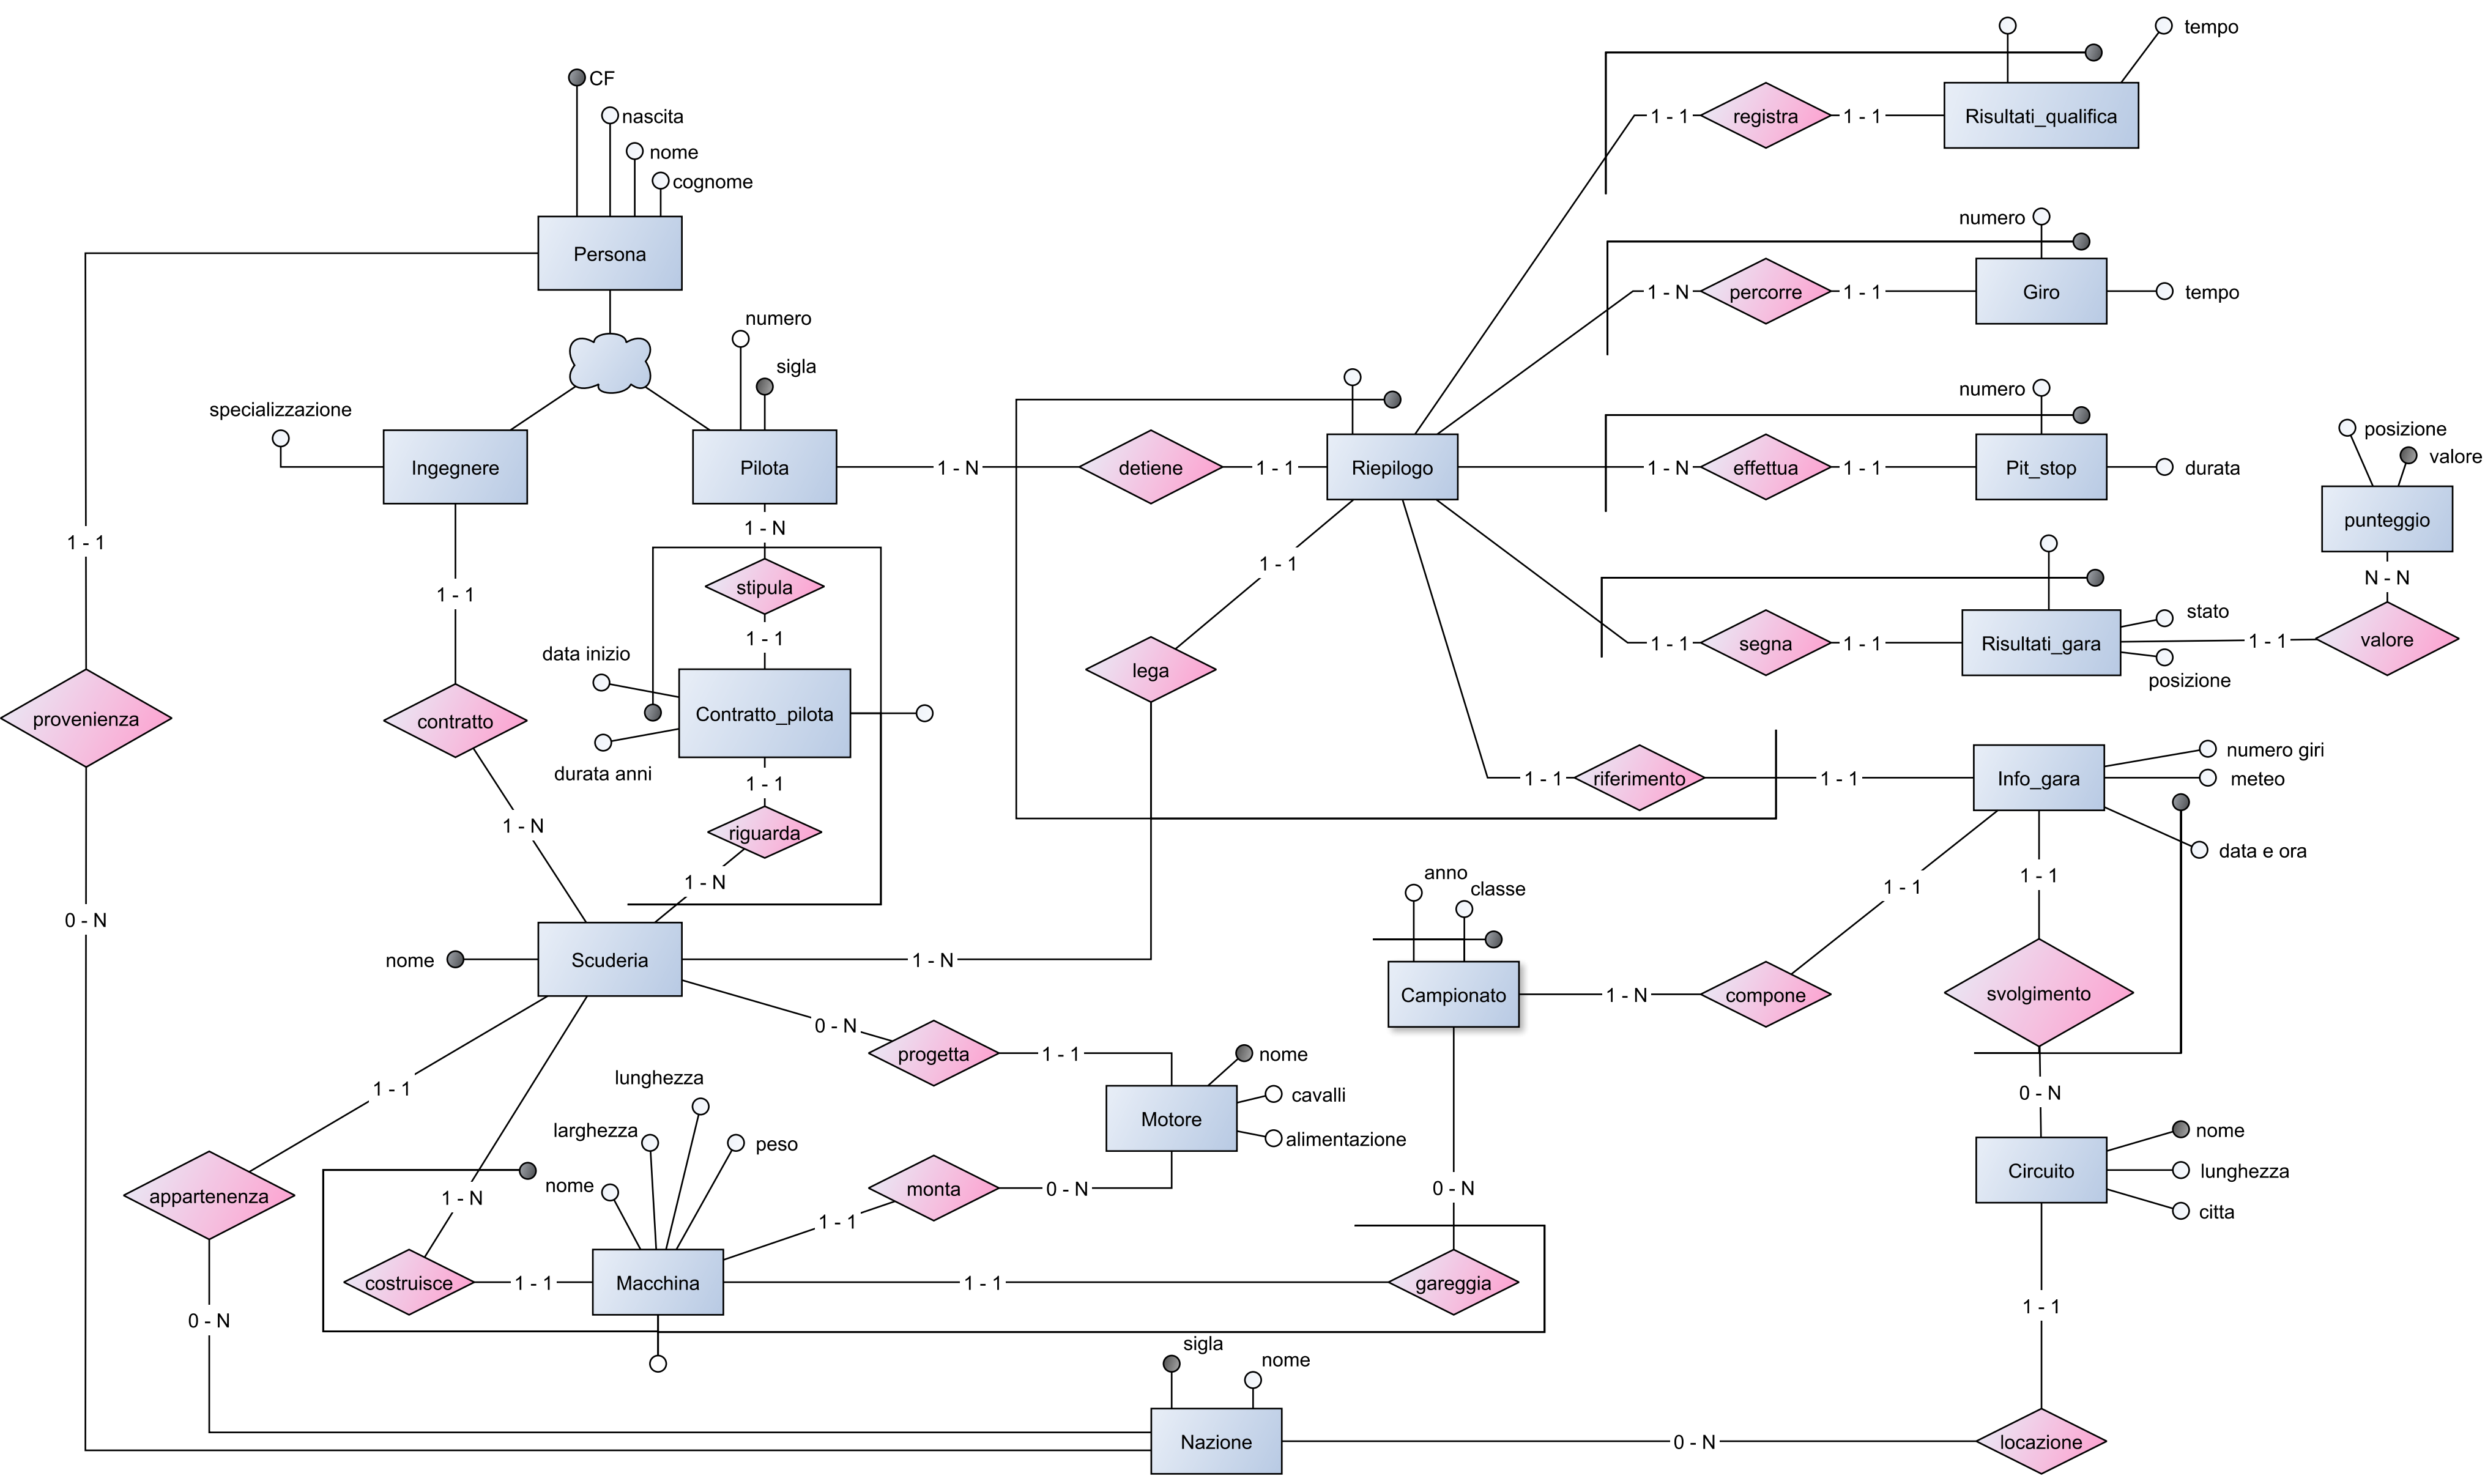 tempo
CF
nascita
nome
cognome
1 - 1
registra
1 - 1
Risultati_qualifica
Persona
numero
1 - N
percorre
1 - 1
Giro
tempo
numero
sigla
specializzazione
numero
Ingegnere
Pilota
1 - N
detiene
1 - 1
Riepilogo
1 - N
effettua
1 - 1
Pit_stop
durata
posizione
valore
punteggio
1 - 1
1 - N
1 - 1
N - N
stipula
1 - 1
stato
1 - 1
data inizio
1 - 1
segna
1 - 1
Risultati_gara
1 - 1
valore
posizione
lega
provenienza
contratto
Contratto_pilota
durata anni
1 - 1
1 - 1
riferimento
1 - 1
Info_gara
numero giri
meteo
1 - N
riguarda
data e ora
1 - N
anno
classe
1 - 1
1 - 1
0 - N
nome
Scuderia
1 - N
Campionato
1 - N
compone
svolgimento
0 - N
progetta
1 - 1
nome
lunghezza
1 - 1
Motore
cavalli
0 - N
larghezza
peso
alimentazione
nome
appartenenza
1 - N
nome
monta
0 - N
0 - N
Circuito
lunghezza
citta
1 - 1
costruisce
1 - 1
Macchina
1 - 1
gareggia
0 - N
1 - 1
sigla
nome
Nazione
0 - N
locazione